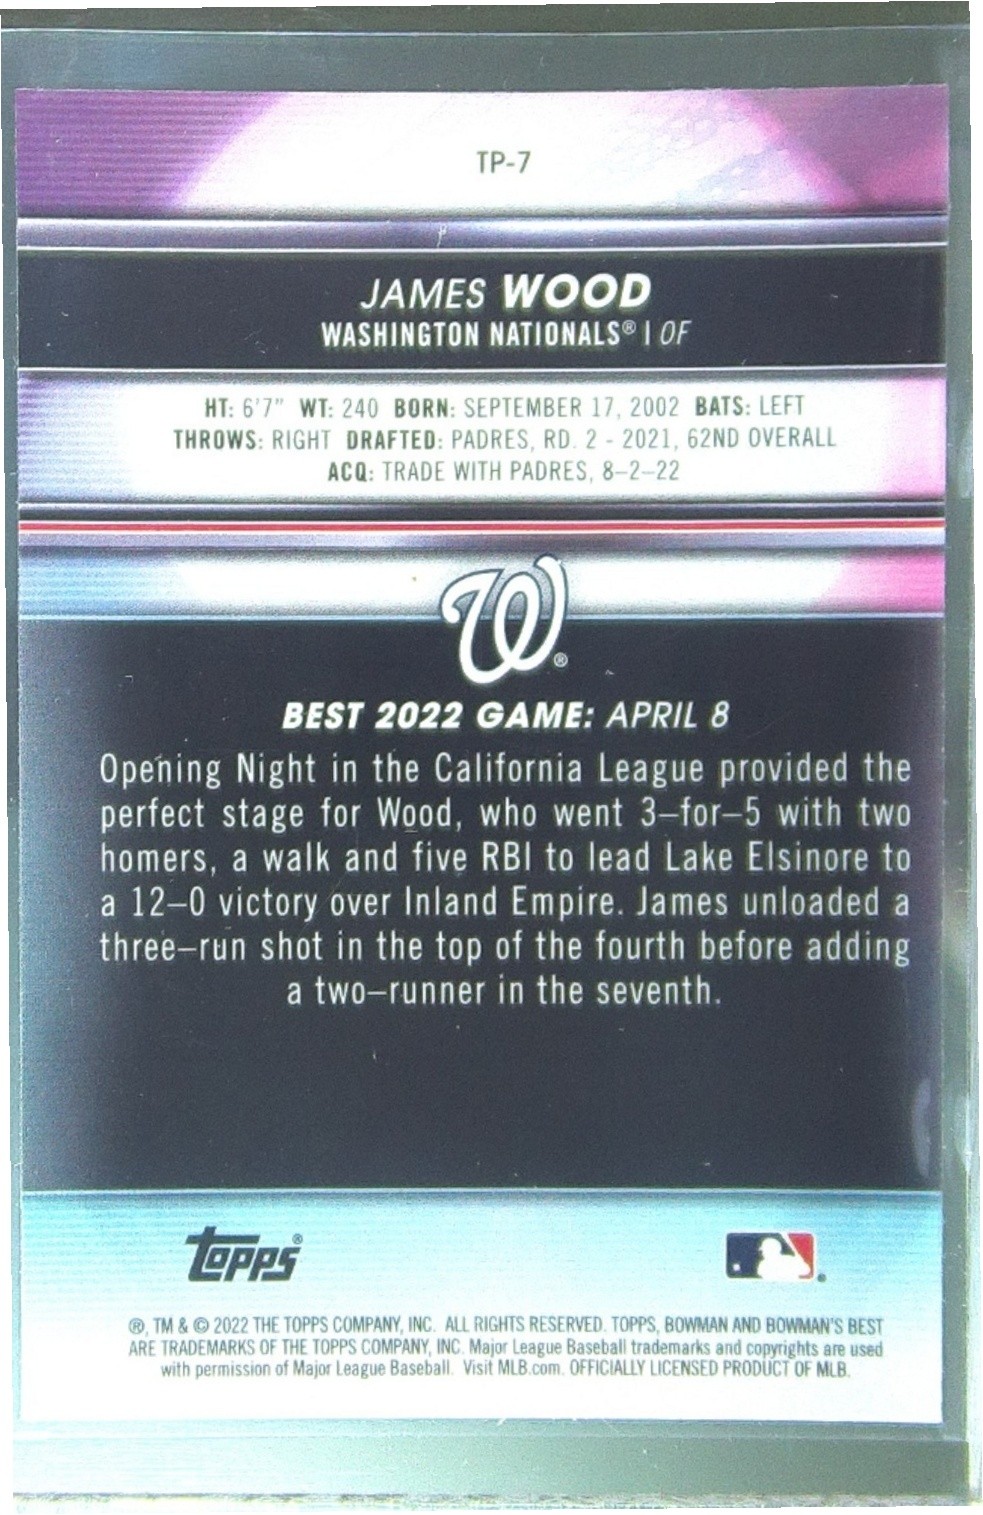 TP-7
JAMES WOOD
WASHINGTON NATIONALS® | OF
HT: 6'7" WT: 240 BORN: SEPTEMBER 17, 2002 BATS: LEFT
THROWS: RIGHT DRAFTED: PADRES, RD. 2 - 2021, 62ND OVERALL
ACQ: TRADE WITH PADRES, 8-2-22
W®
BEST 2022 GAME: APRIL 8
Opening Night in the California League provided the
perfect stage for Wood, who went 3-for-5 with two
homers, a walk and five RBI to lead Lake Elsinore to
a 12-0 victory over Inland Empire. James unloaded a
three-run shot in the top of the fourth before adding
a two-runner in the seventh.
topps®
®, TM & © 2022 THE TOPPS COMPANY, INC. ALL RIGHTS RESERVED. TOPPS, BOWMAN AND BOWMAN'S BEST
ARE TRADEMARKS OF THE TOPPS COMPANY, INC. Major League Baseball trademarks and copyrights are used
with permission of Major League Baseball. Visit MLB.com. OFFICIALLY LICENSED PRODUCT OF MLB.